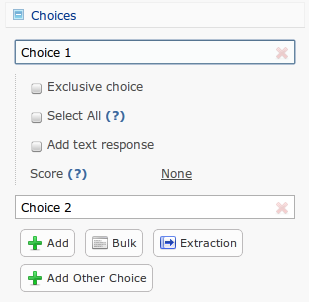 Choices
Choice 1
Exclusive choice
Select All (?)
Add text response
Score (?) None
Choice 2
Add Bulk Extraction
Add Other Choice